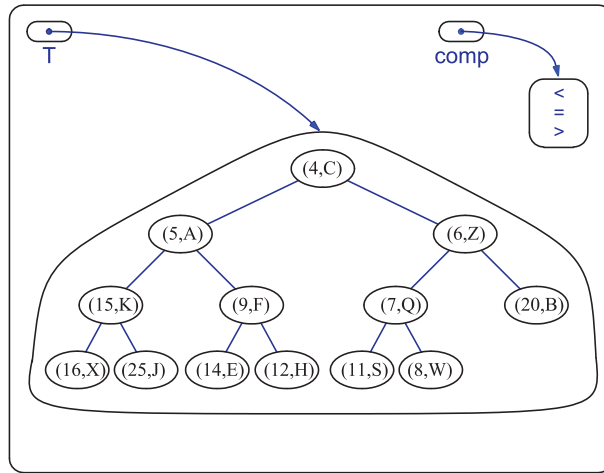 T
comp
<
=
>
(4,C)
(5,A) (6,Z)
(15,K) (9,F) (7,Q) (20,B)
(16,X) (25,J) (14,E) (12,H) (11,S) (8,W)